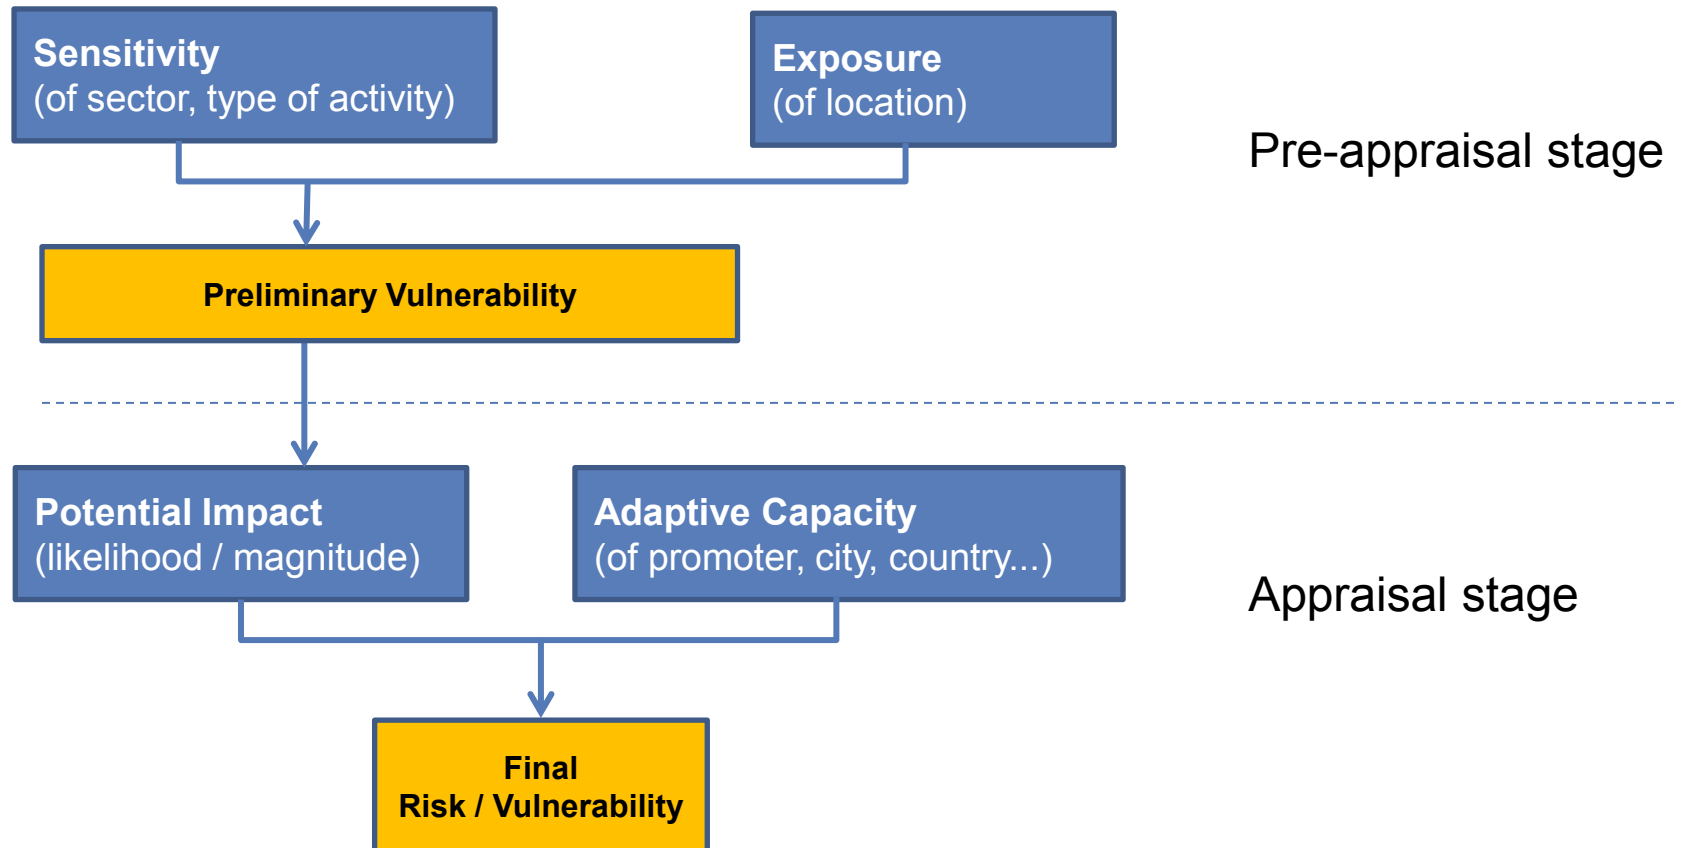 Sensitivity
(of sector, type of activity)
Exposure
(of location)
Pre-appraisal stage
Preliminary Vulnerability
Potential Impact
(likelihood / magnitude)
Adaptive Capacity
(of promoter, city, country...)
Appraisal stage
Final
Risk / Vulnerability